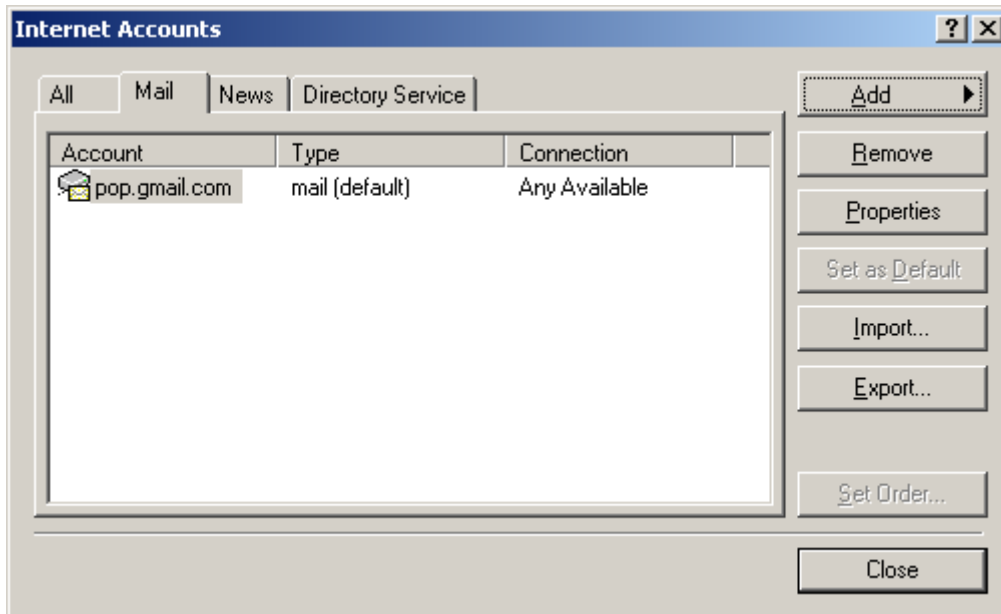 Internet Accounts
All Mail News Directory Service
Add
Account Type Connection
Remove
pop.gmail.com mail (default) Any Available
Properties
Set as Default
Import...
Export...
Set Order...
Close